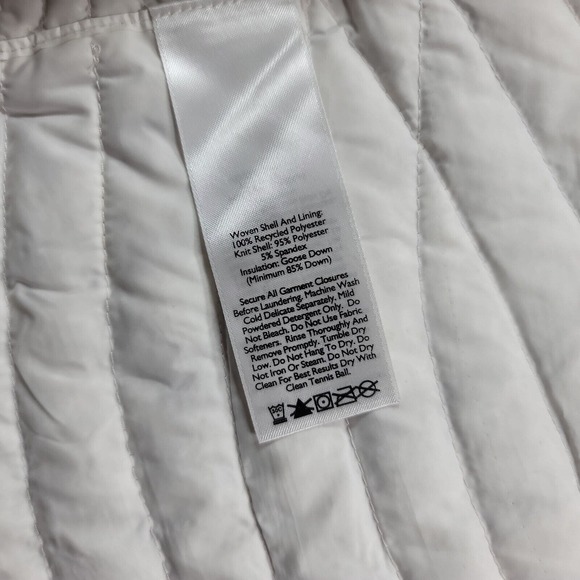 Woven Shell And Lining:
100% Recycled Polyester
Knit Shell: 95% Polyester
5% Spandex
Insulation: Goose Down
(Minimum 85% Down)
Secure All Garment Closures
Before Laundering. Machine Wash
Cold Delicate Separately, Mild
Powdered Detergent Only. Do
Not Bleach. Do Not Use Fabric
Softeners. Rinse Thoroughly And
Remove Promptly. Tumble Dry
Low. Do Not Hang To Dry. Do
Not Iron Or Steam. Do Not Dry
Clean For Best Results Dry With
Clean Tennis Ball.